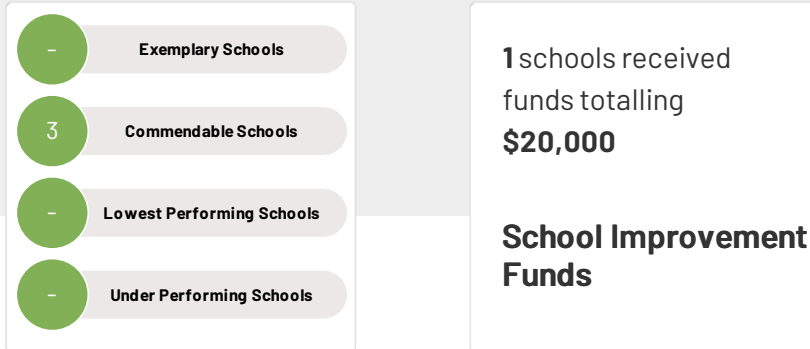 –
Exemplary Schools
3
Commendable Schools
–
Lowest Performing Schools
–
Under Performing Schools
1 schools received
funds totalling
$20,000
School Improvement
Funds